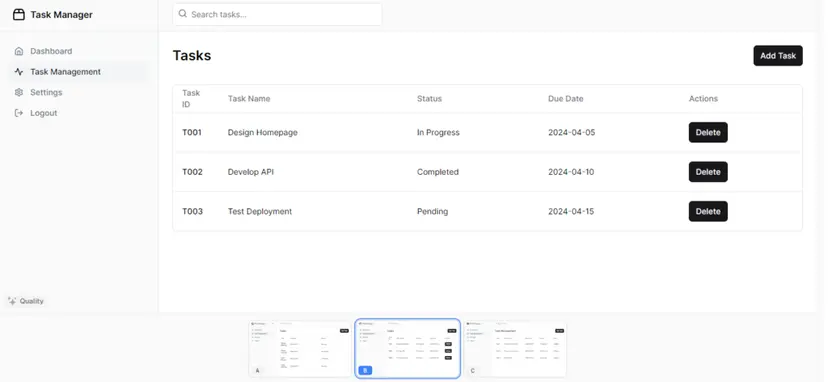 Task Manager
Search tasks...
Dashboard
Task Management
Settings
Logout
Tasks
Add Task
Task ID Task Name Status Due Date Actions
T001 Design Homepage In Progress 2024-04-05 Delete
T002 Develop API Completed 2024-04-10 Delete
T003 Test Deployment Pending 2024-04-15 Delete
Quality
A
B
C